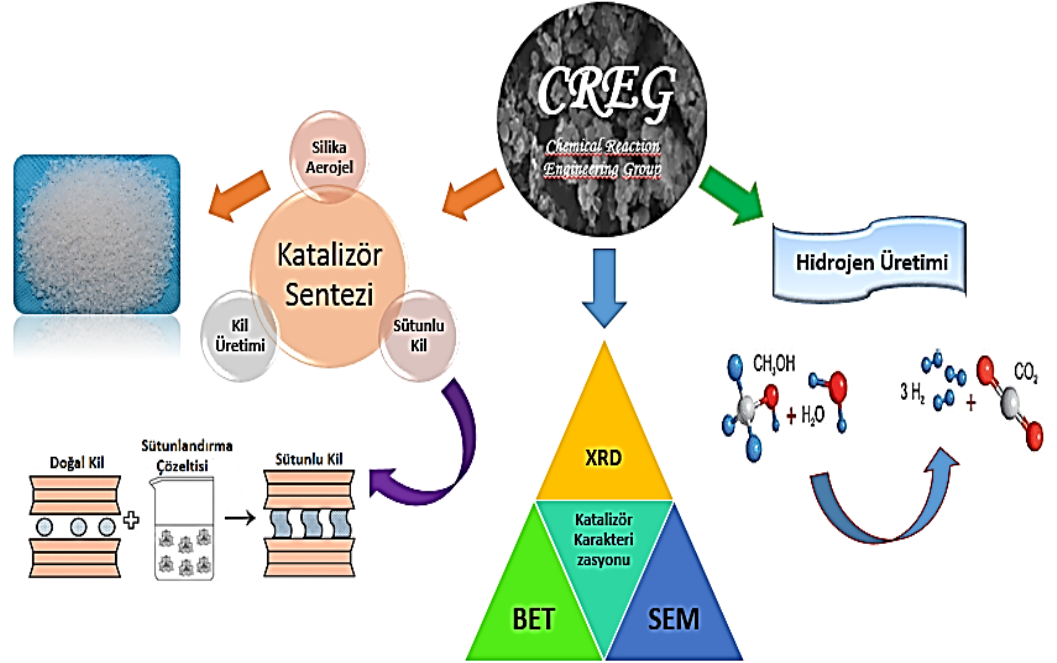 CREG
Chemical Reaction
Engineering Group
Silika
Aerojel
Katalizör
Sentezi
Kil
Üretimi
Sütunlu
Kil
Hidrojen Üretimi
CH₃OH
+ H₂O
3 H₂
+
CO₂
Doğal Kil
+
Sütunlandırma
Çözeltisi
Sütunlu Kil
XRD
Katalizör
Karakteri
zasyonu
BET
SEM